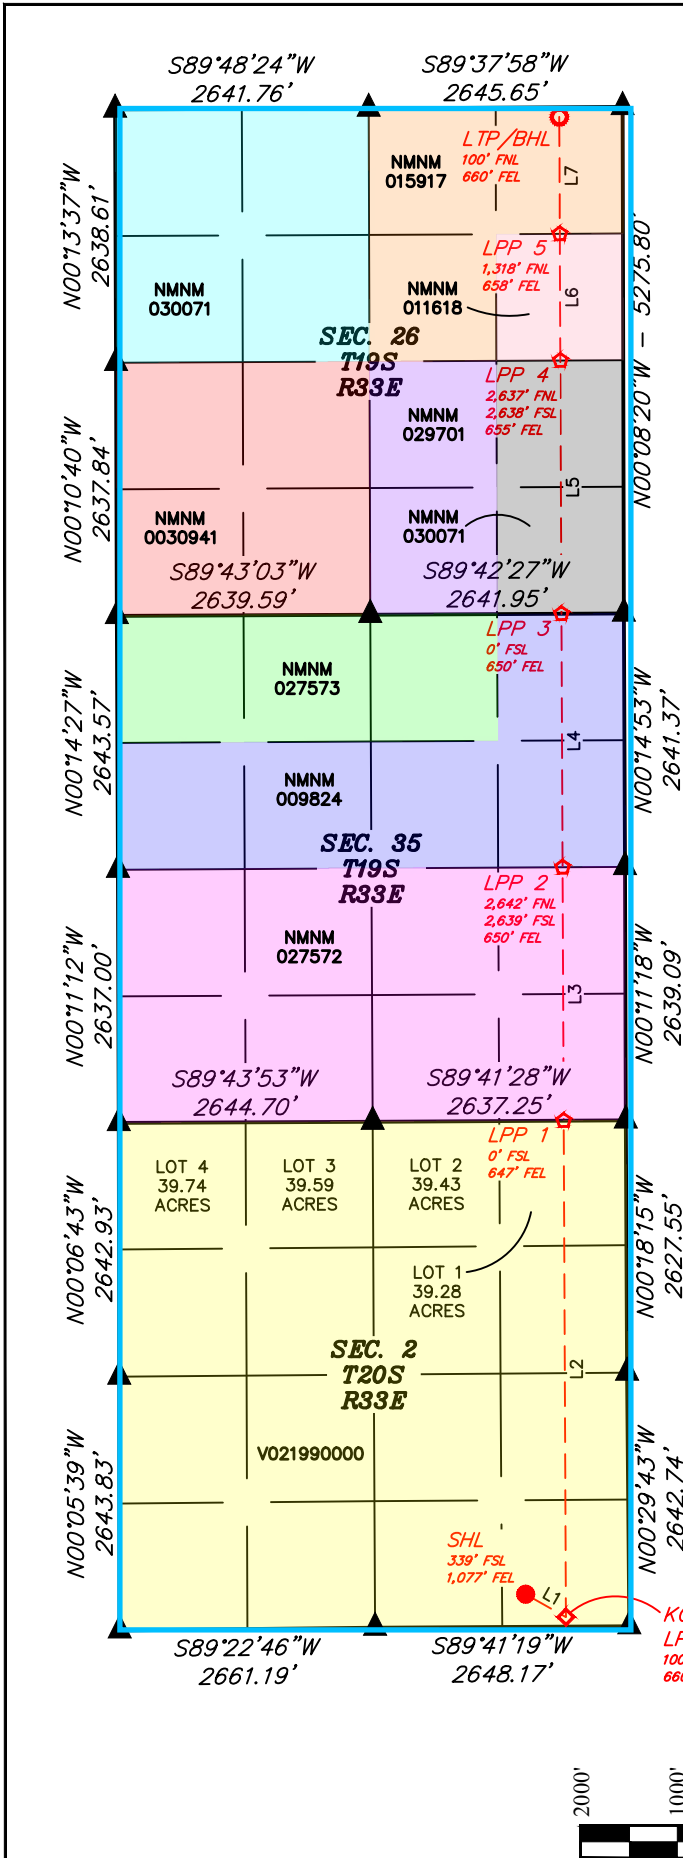 S89°48'24"W
2641.76'
S89°37'58"W
2645.65'
LTP/BHL
100' FNL
660' FEL
NMNM
015917
L7
N00°13'37"W
2638.61'
LPP 5
1,318' FNL
658' FEL
NMNM
030071
NMNM
011618
L6
N00°08'20"W – 5275.80'
SEC. 26
T19S
R33E
LPP 4
2,637' FNL
2,638' FSL
655' FEL
NMNM
029701
N00°10'40"W
2637.84'
L5
NMNM
0030941
NMNM
030071
S89°43'03"W
2639.59'
S89°42'27"W
2641.95'
LPP 3
0' FSL
650' FEL
NMNM
027573
N00°14'27"W
2643.57'
L4
N00°14'53"W
2641.37'
NMNM
009824
SEC. 35
T19S
R33E
LPP 2
2,642' FNL
2,639' FSL
650' FEL
NMNM
027572
N00°11'12"W
2637.00'
L3
N00°11'18"W
2639.09'
S89°43'53"W
2644.70'
S89°41'28"W
2637.25'
LPP 1
0' FSL
647' FEL
LOT 4
39.74
ACRES
LOT 3
39.59
ACRES
LOT 2
39.43
ACRES
N00°06'43"W
2642.93'
N00°18'15"W
2627.55'
LOT 1
39.28
ACRES
SEC. 2
T20S
R33E
L2
V021990000
N00°05'39"W
2643.83'
N00°29'43"W
2642.74'
SHL
339' FSL
1,077' FEL
L1
S89°22'46"W
2661.19'
S89°41'19"W
2648.17'
2000'
1000'